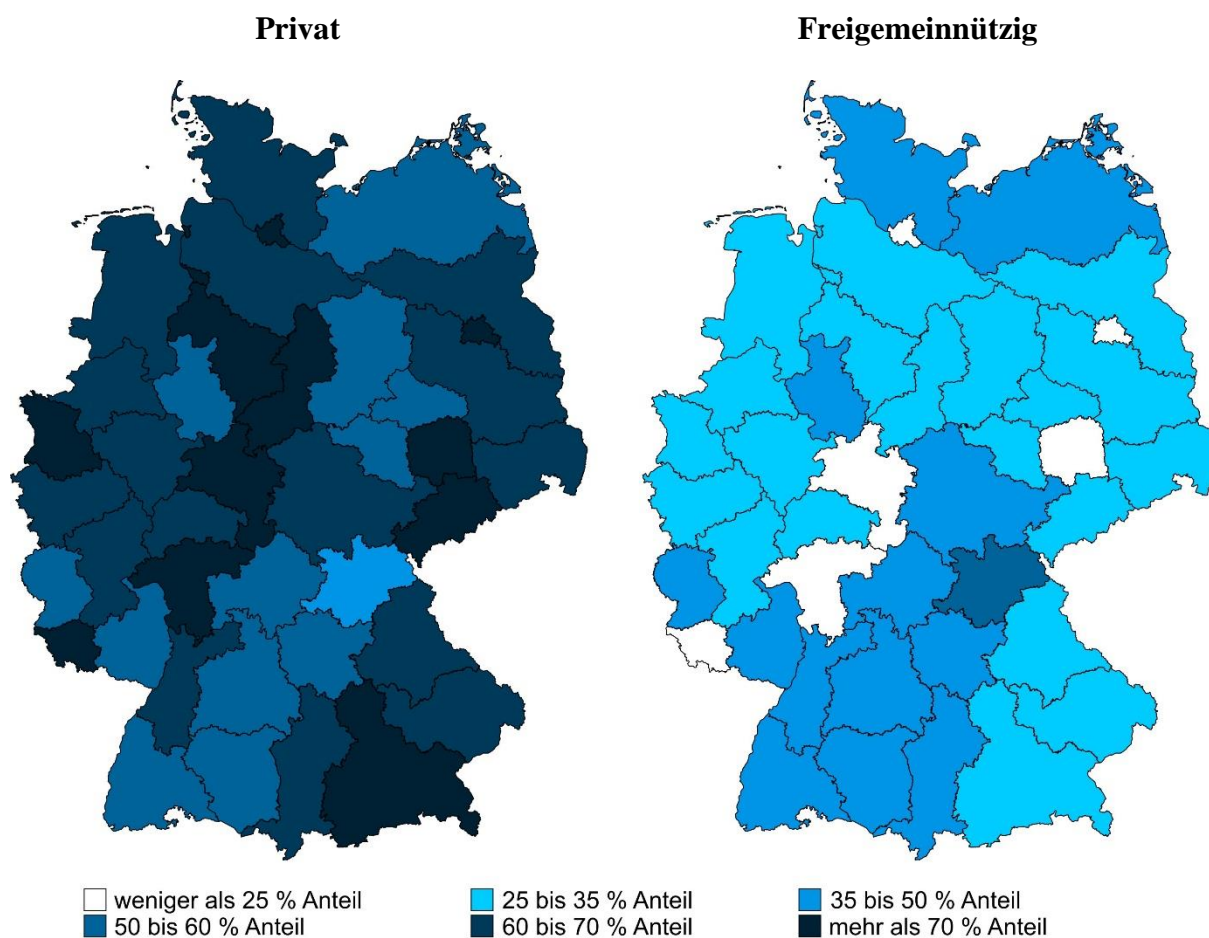 Privat Freigemeinnützig
weniger als 25 % Anteil 25 bis 35 % Anteil 35 bis 50 % Anteil
50 bis 60 % Anteil 60 bis 70 % Anteil mehr als 70 % Anteil